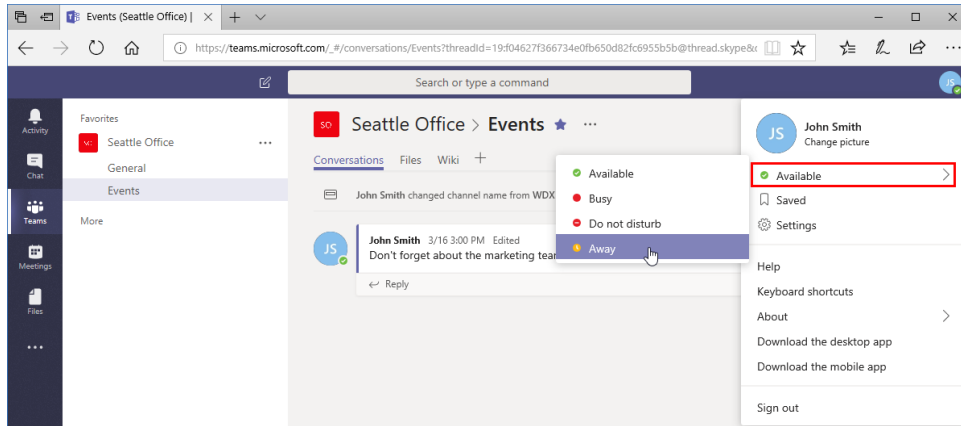 Events (Seattle Office) |
https://teams.microsoft.com/_#/conversations/Events?threadId=19:f04627f366734e0fb650d82fc6955b5b@thread.skype&
Search or type a command
JS
Activity
Chat
Teams
Meetings
Files
Favorites
Seattle Office
General
Events
More
SO
Seattle Office > Events
Conversations Files Wiki
John Smith changed channel name from WDX
JS
John Smith 3/16 3:00 PM Edited
Don't forget about the marketing tea
Reply
Available
Busy
Do not disturb
Away
JS
John Smith
Change picture
Available
Saved
Settings
Help
Keyboard shortcuts
About
Download the desktop app
Download the mobile app
Sign out